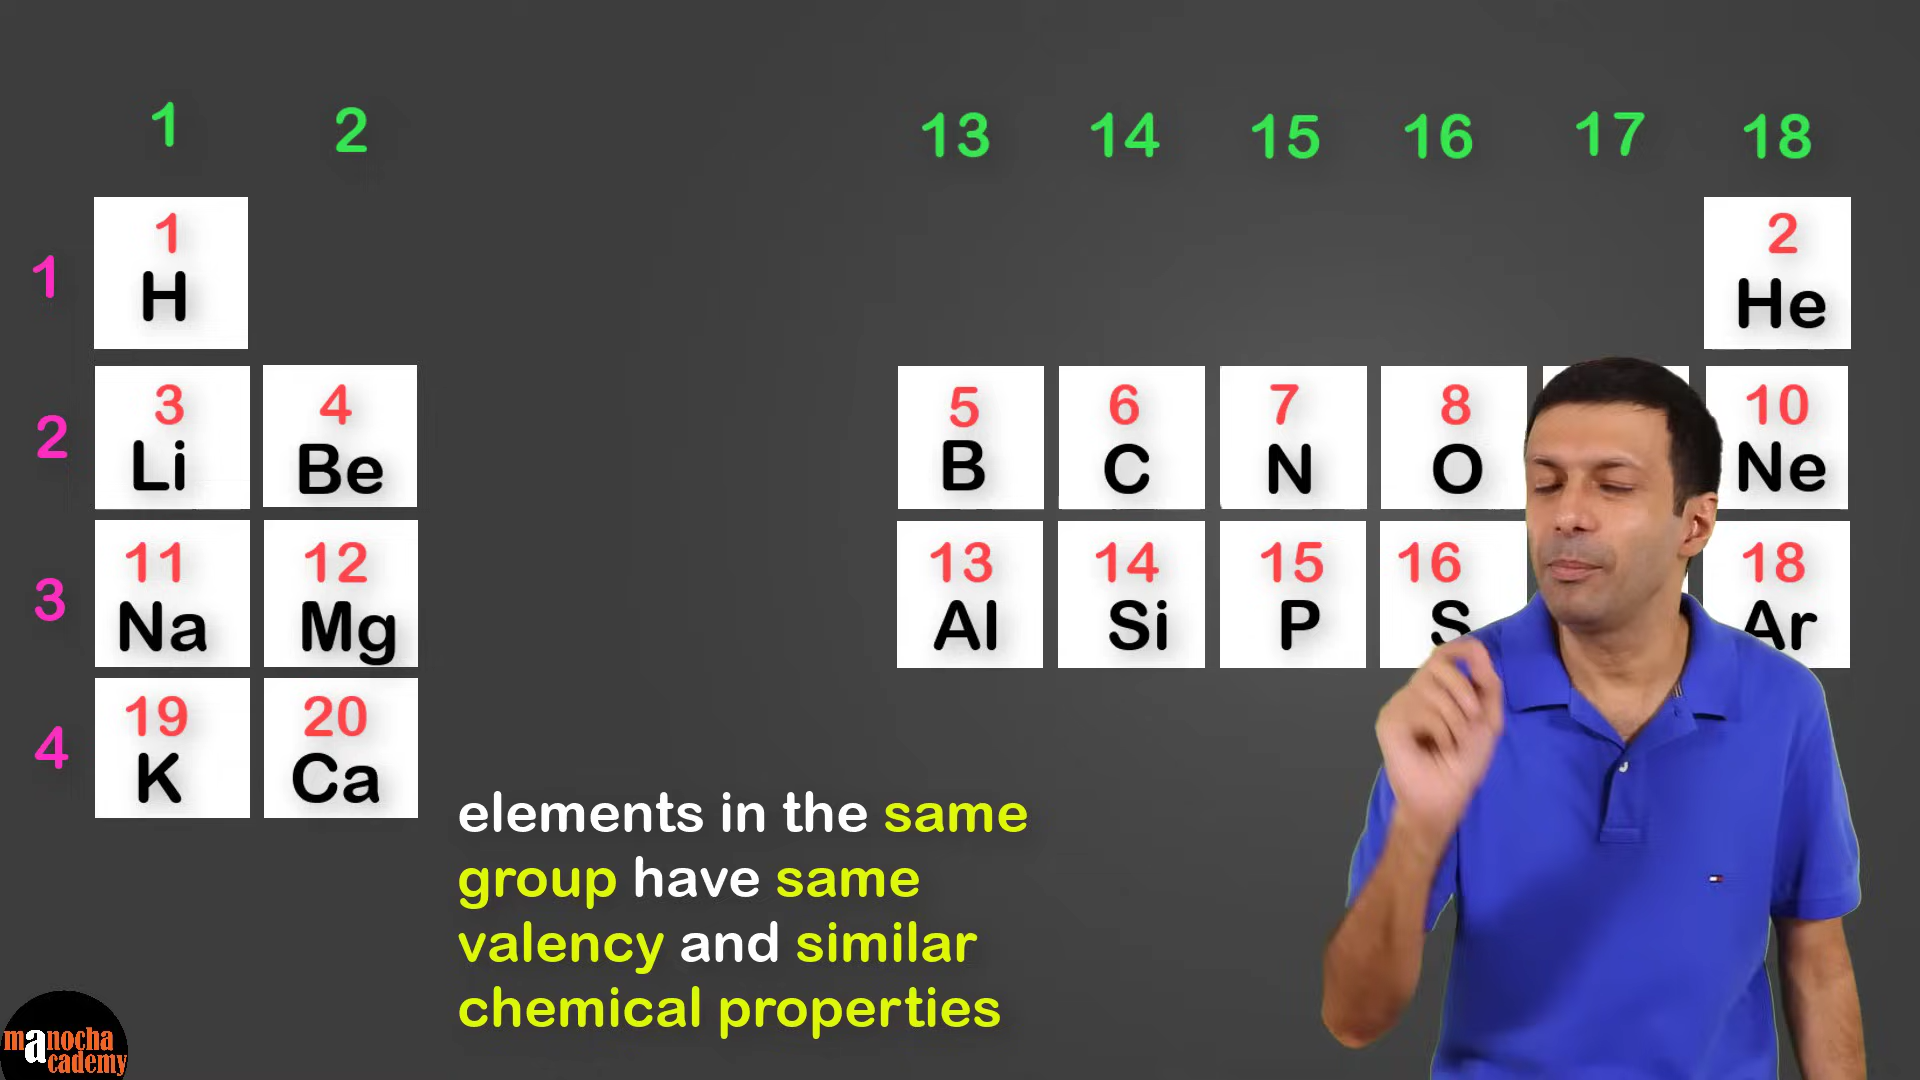 1 2 13 14 15 16 17 18
1 1 2
H He
2 3 4 5 6 7 8 10
Li Be B C N O Ne
3 11 12 13 14 15 16 18
Na Mg Al Si P S Ar
4 19 20
K Ca
elements in the same
group have same
valency and similar
chemical properties
manocha
academy